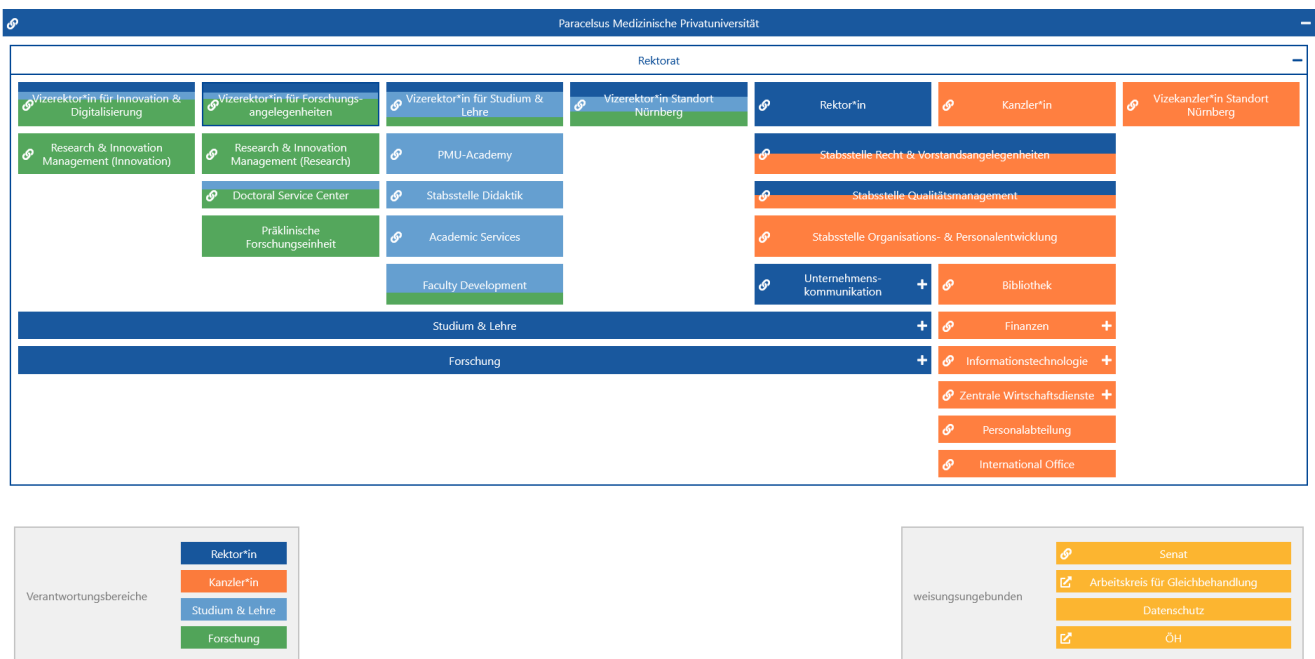 Paracelsus Medizinische Privatuniversität
Rektorat
Vizerektor*in für Innovation &
Digitalisierung
Vizerektor*in für Forschungs-
angelegenheiten
Vizerektor*in für Studium &
Lehre
Vizerektor*in Standort
Nürnberg
Rektor*in
Kanzler*in
Vizekanzler*in Standort
Nürnberg
Research & Innovation
Management (Innovation)
Research & Innovation
Management (Research)
PMU-Academy
Stabsstelle Recht & Vorstandsangelegenheiten
Doctoral Service Center
Stabsstelle Didaktik
Stabsstelle Qualitätsmanagement
Präklinische
Forschungseinheit
Academic Services
Stabsstelle Organisations- & Personalentwicklung
Faculty Development
Unternehmens-
kommunikation
Bibliothek
Studium & Lehre
Finanzen
Forschung
Informationstechnologie
Zentrale Wirtschaftsdienste
Personalabteilung
International Office
Verantwortungsbereiche
Rektor*in
Kanzler*in
Studium & Lehre
Forschung
weisungsungebunden
Senat
Arbeitskreis für Gleichbehandlung
Datenschutz
ÖH